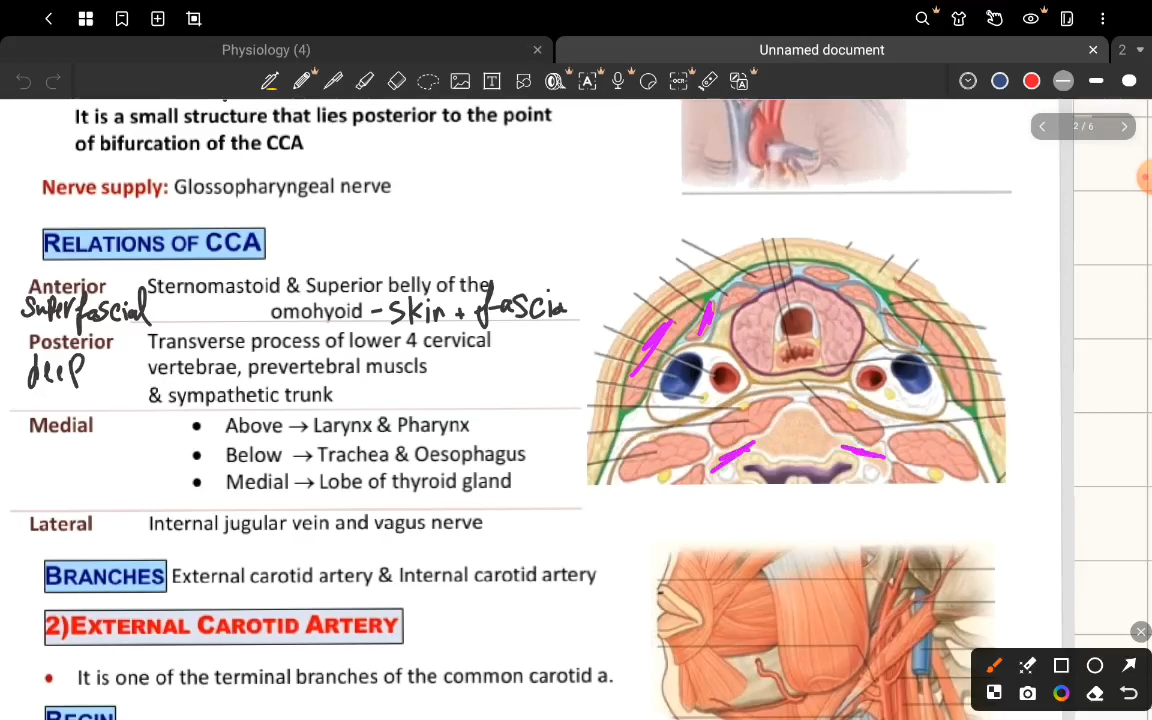 Physiology (4)
Unnamed document
2
2 / 6
It is a small structure that lies posterior to the point
of bifurcation of the CCA
Nerve supply: Glossopharyngeal nerve
RELATIONS OF CCA
Anterior Sternomastoid & Superior belly of the
omohyoid - skin + fascia
superfascial
Posterior Transverse process of lower 4 cervical
deep vertebrae, prevertebral muscls
& sympathetic trunk
Medial • Above → Larynx & Pharynx
• Below → Trachea & Oesophagus
• Medial → Lobe of thyroid gland
Lateral Internal jugular vein and vagus nerve
BRANCHES External carotid artery & Internal carotid artery
2)EXTERNAL CAROTID ARTERY
• It is one of the terminal branches of the common carotid a.
BEGIN